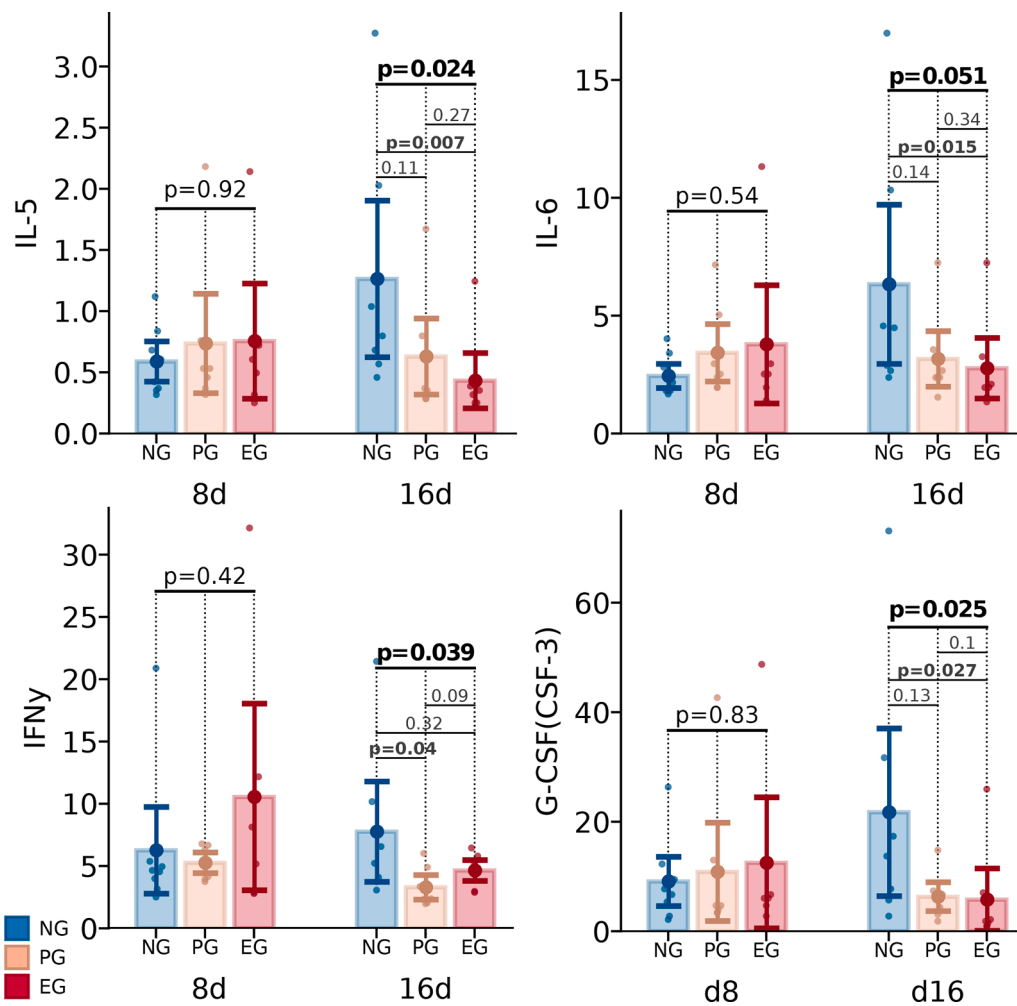 IL-5
3.0
2.5
2.0
1.5
1.0
0.5
0.0
p=0.92
p=0.024
0.27
p=0.007
0.11
NG PG EG NG PG EG
8d 16d
IL-6
15
10
5
0
p=0.54
p=0.051
0.34
p=0.015
0.14
NG PG EG NG PG EG
8d 16d
IFNy
30
25
20
15
10
5
0
p=0.42
p=0.039
0.09
0.32
p=0.04
NG PG EG NG PG EG
8d 16d
G-CSF(CSF-3)
60
40
20
0
p=0.83
p=0.025
0.1
p=0.027
0.13
NG PG EG NG PG EG
d8 d16
NG
PG
EG